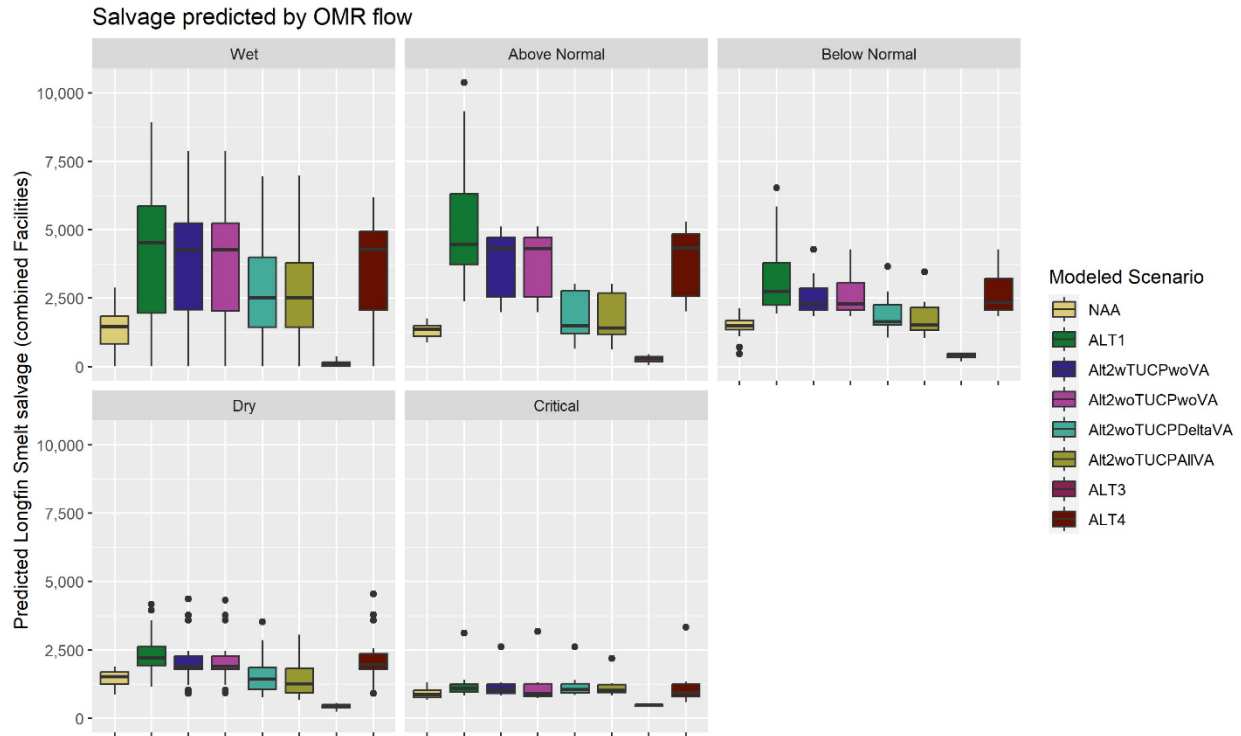 Salvage predicted by OMR flow
Wet
Above Normal
Below Normal
10,000
7,500
5,000
2,500
0
Dry
Critical
10,000
7,500
5,000
2,500
0
Predicted Longfin Smelt salvage (combined Facilities)
Modeled Scenario
NAA
ALT1
Alt2wTUCPwoVA
Alt2woTUCPwoVA
Alt2woTUCPDeltaVA
Alt2woTUCPAllVA
ALT3
ALT4